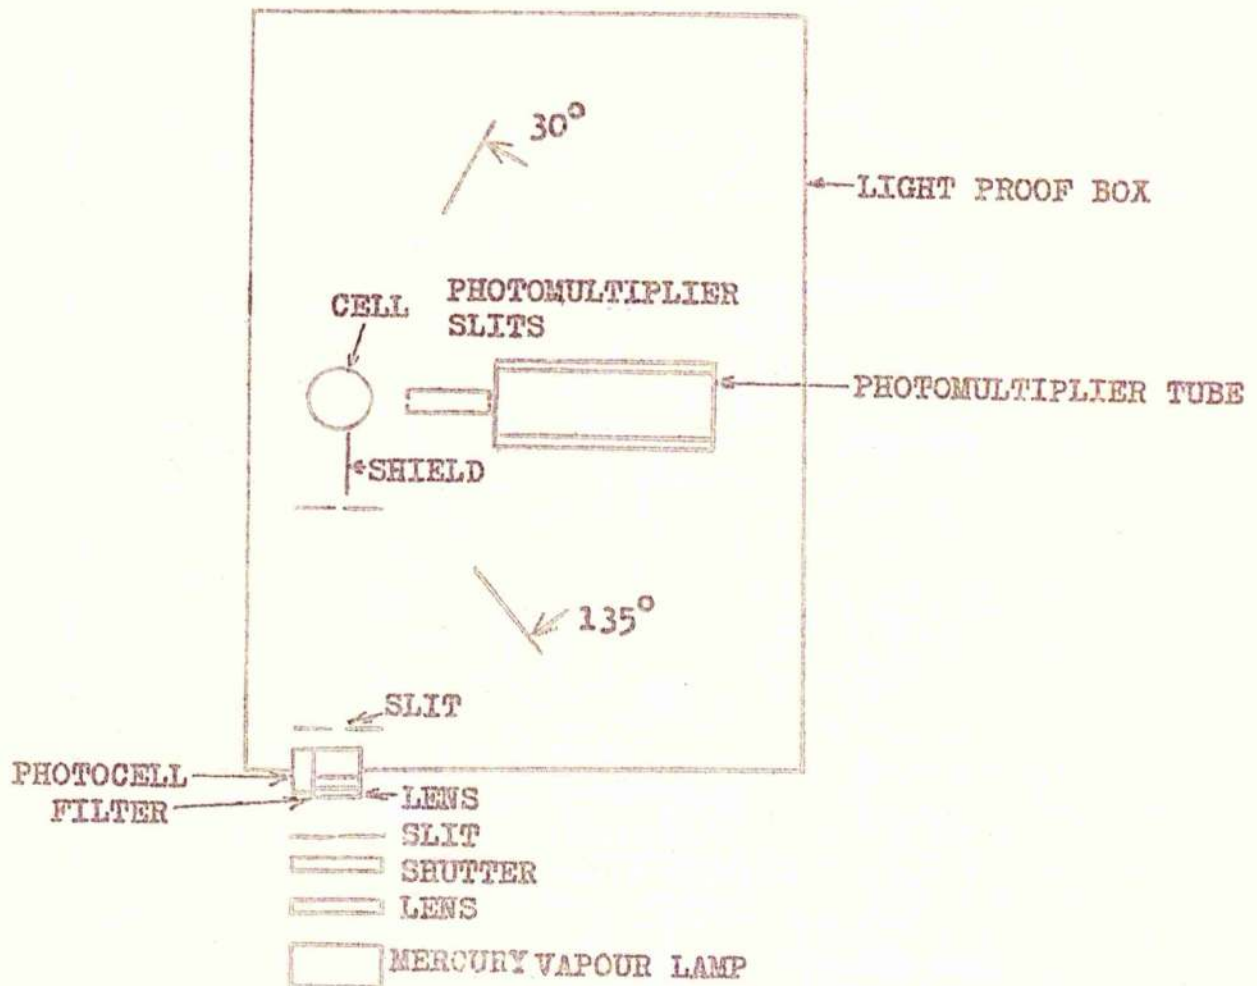 30°
LIGHT PROOF BOX
CELL
PHOTOMULTIPLIER
SLITS
PHOTOMULTIPLIER TUBE
SHIELD
135°
SLIT
PHOTOCELL
FILTER
LENS
SLIT
SHUTTER
LENS
MERCURY VAPOUR LAMP